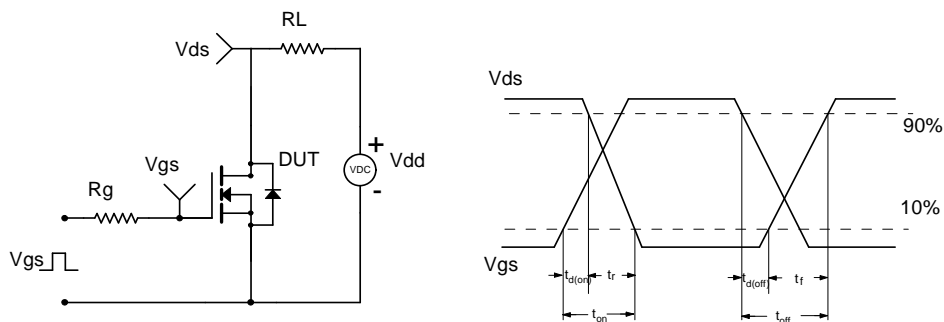 RL
Vds
Vgs
DUT
VDC
+
-
Vdd
Rg
Vgs
Vds
90%
10%
Vgs
td(on)
tr
td(off)
tf
ton
toff